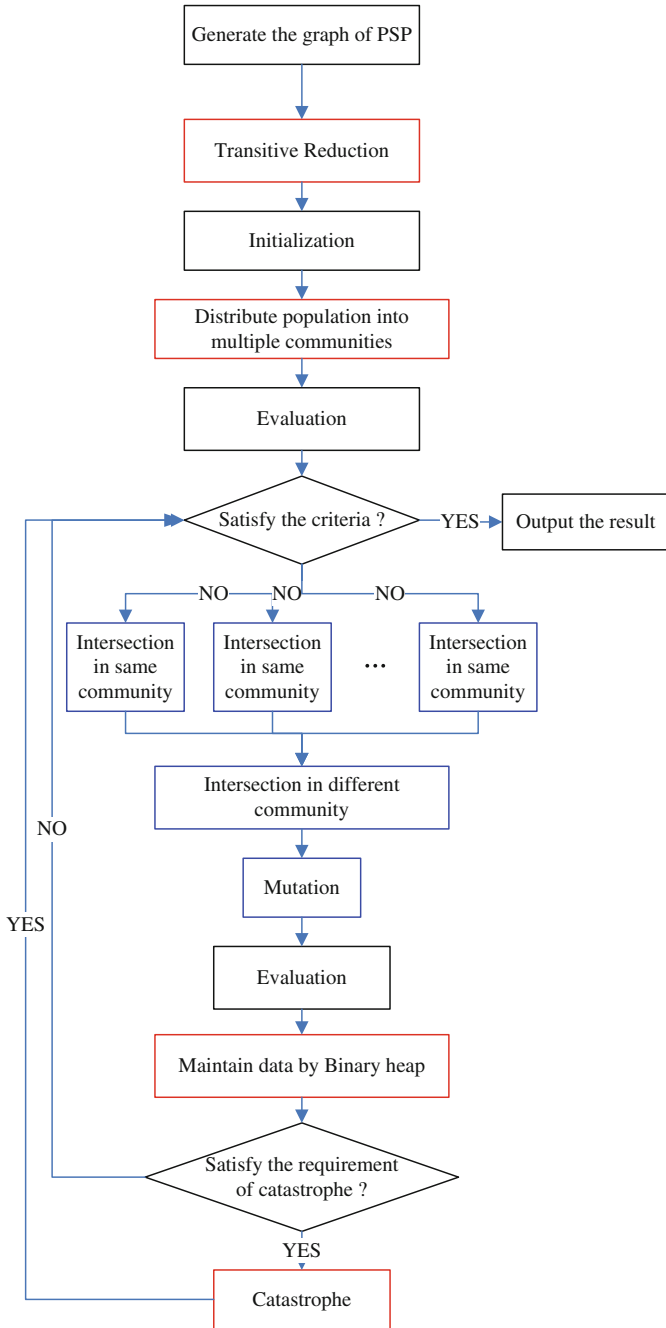 Generate the graph of PSP
Transitive Reduction
Initialization
Distribute population into
multiple communities
Evaluation
Satisfy the criteria ?
YES
Output the result
NO
NO
NO
Intersection
in same
community
Intersection
in same
community
...
Intersection
in same
community
Intersection in different
community
NO
Mutation
YES
Evaluation
Maintain data by Binary heap
Satisfy the requirement
of catastrophe ?
YES
Catastrophe